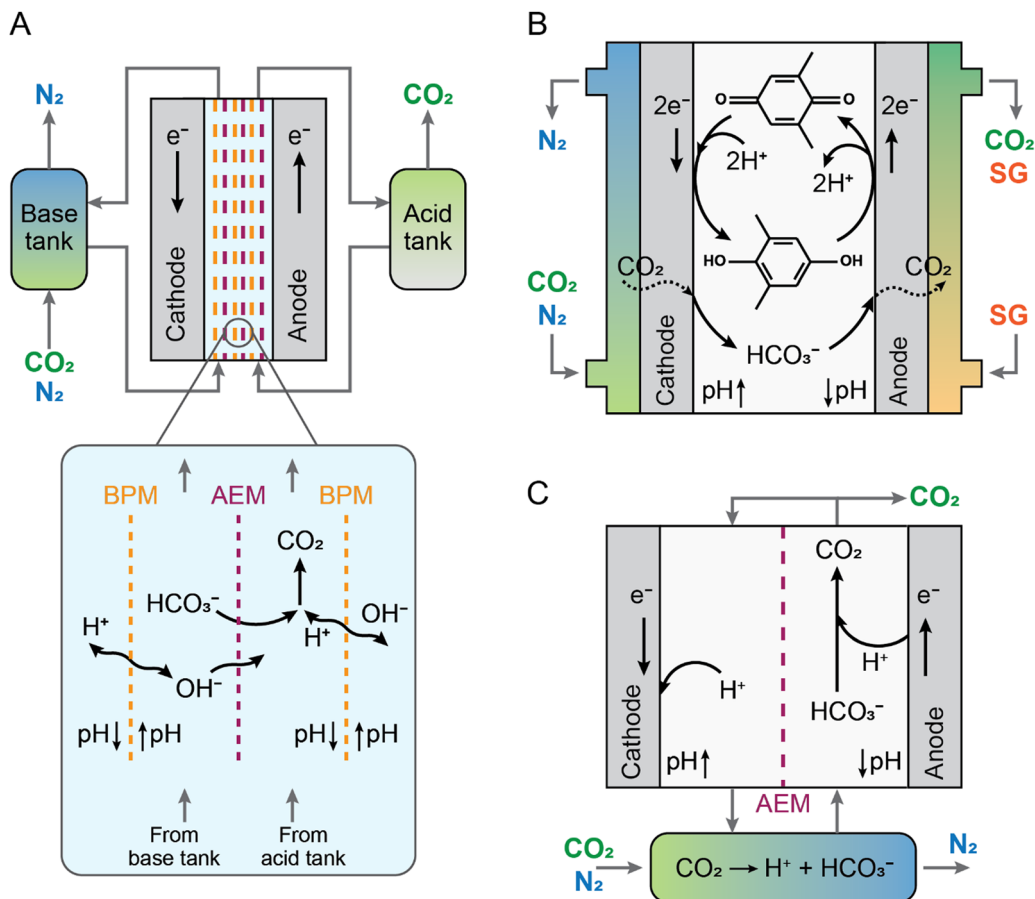 A
N₂
CO₂
e⁻
e⁻
Base
tank
Acid
tank
Cathode
Anode
CO₂
N₂
BPM
AEM
BPM
CO₂
HCO₃⁻
OH⁻
H⁺
H⁺
OH⁻
pH
pH
pH
pH
From
base tank
From
acid tank
B
O
O
2e⁻
2e⁻
N₂
CO₂
SG
2H⁺
2H⁺
HO
OH
CO₂
CO₂
CO₂
N₂
SG
HCO₃⁻
Cathode
Anode
pH
pH
C
CO₂
CO₂
e⁻
e⁻
H⁺
H⁺
HCO₃⁻
Cathode
Anode
pH
pH
AEM
CO₂
N₂
CO₂ → H⁺ + HCO₃⁻
N₂